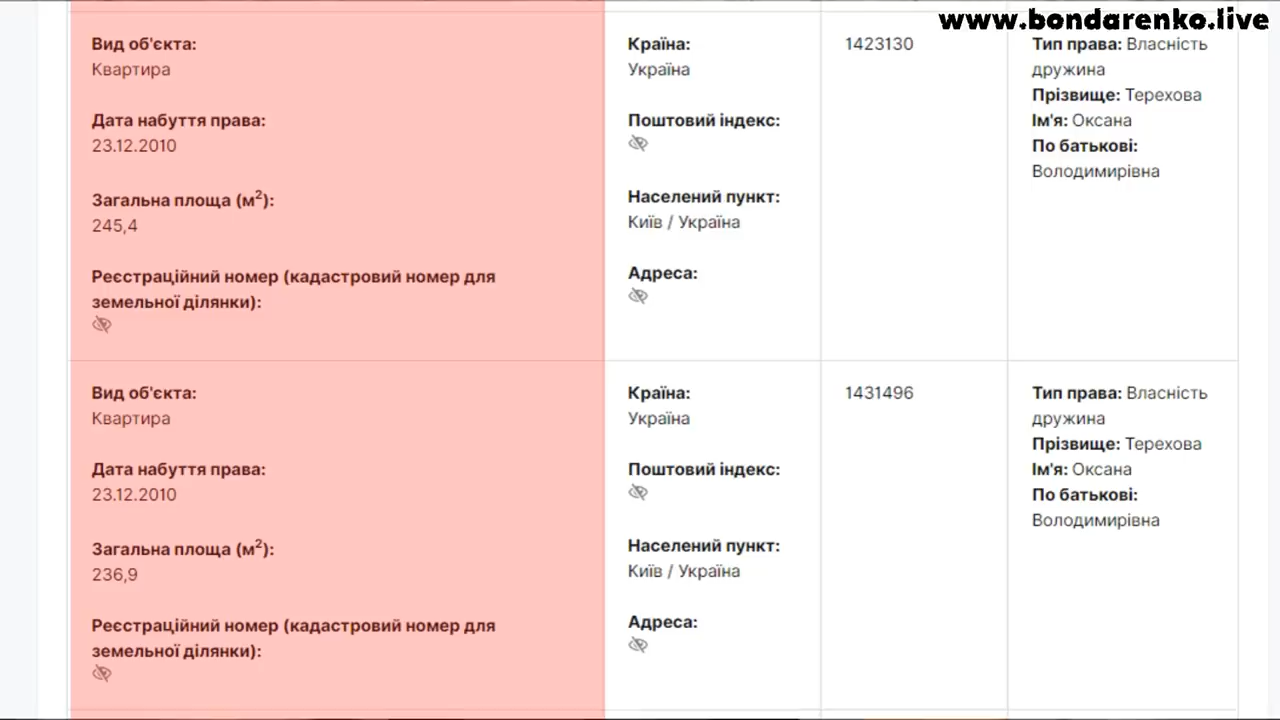 www.bondarenko.live
Вид об'єкта:
Квартира
Дата набуття права:
23.12.2010
Загальна площа (м²):
245,4
Реєстраційний номер (кадастровий номер для
земельної ділянки):
Країна:
Україна
Поштовий індекс:
Населений пункт:
Київ / Україна
Адреса:
1423130
Тип права: Власність
дружина
Прізвище: Терехова
Ім'я: Оксана
По батькові:
Володимирівна
Вид об'єкта:
Квартира
Дата набуття права:
23.12.2010
Загальна площа (м²):
236,9
Реєстраційний номер (кадастровий номер для
земельної ділянки):
Країна:
Україна
Поштовий індекс:
Населений пункт:
Київ / Україна
Адреса:
1431496
Тип права: Власність
дружина
Прізвище: Терехова
Ім'я: Оксана
По батькові:
Володимирівна